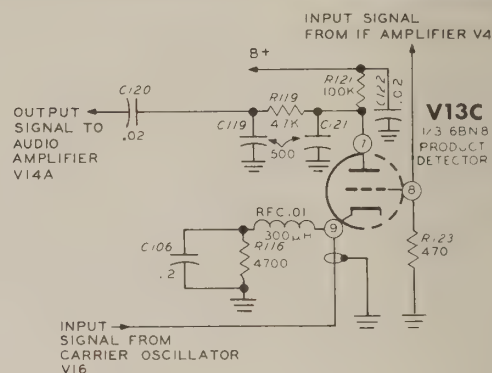 INPUT SIGNAL
FROM IF AMPLIFIER V4
B+
C120
.02
R119
47K
R121
100K
C122
.02
V13C
1/3 6BN8
PRODUCT
DETECTOR
OUTPUT
SIGNAL TO
AUDIO
AMPLIFIER
V14A
C119
500
C121
7
8
9
RFC.01
300μH
C106
.2
R116
4700
R123
470
INPUT
SIGNAL FROM
CARRIER OSCILLATOR
V16